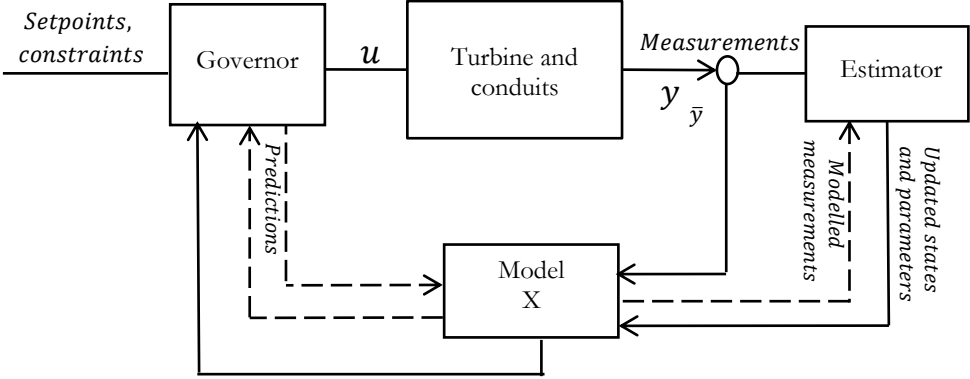 Setpoints,
constraints
Governor
u
Turbine and
conduits
Measurements
y
ȳ
Estimator
Predictions
Modelled
measurements
Updated states
and parameters
Model
X